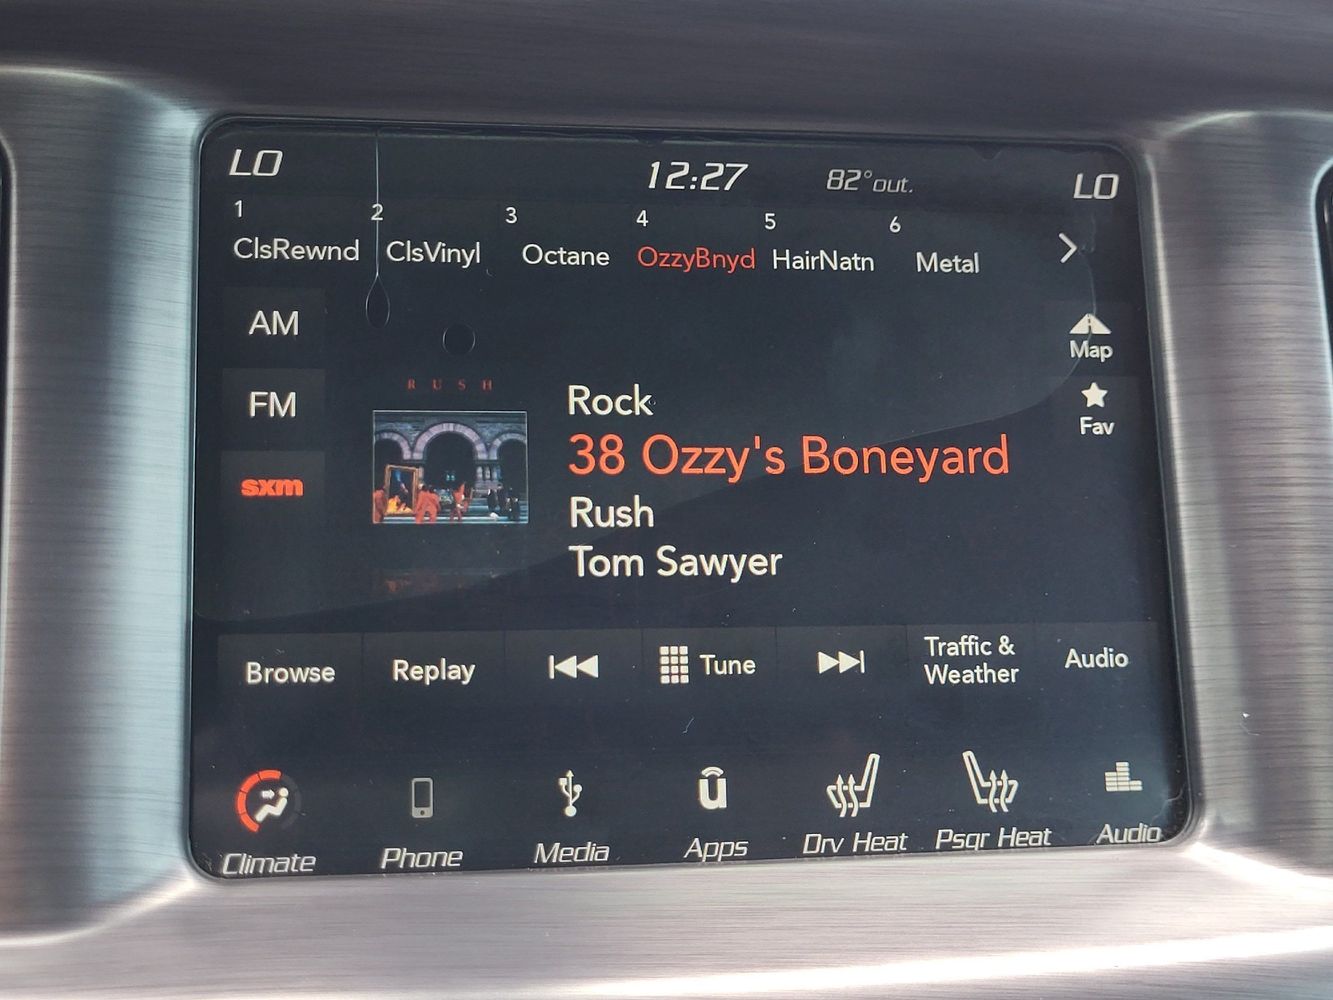 LO 12:27 82° out. LO
1 2 3 4 5 6
ClsRewnd ClsVinyl Octane OzzyBnyd HairNatn Metal
AM
Map
FM
Fav
sxm
RUSH
Rock
38 Ozzy's Boneyard
Rush
Tom Sawyer
Browse Replay Tune Traffic & Weather Audio
Climate Phone Media Apps Drv Heat Psgr Heat Audio